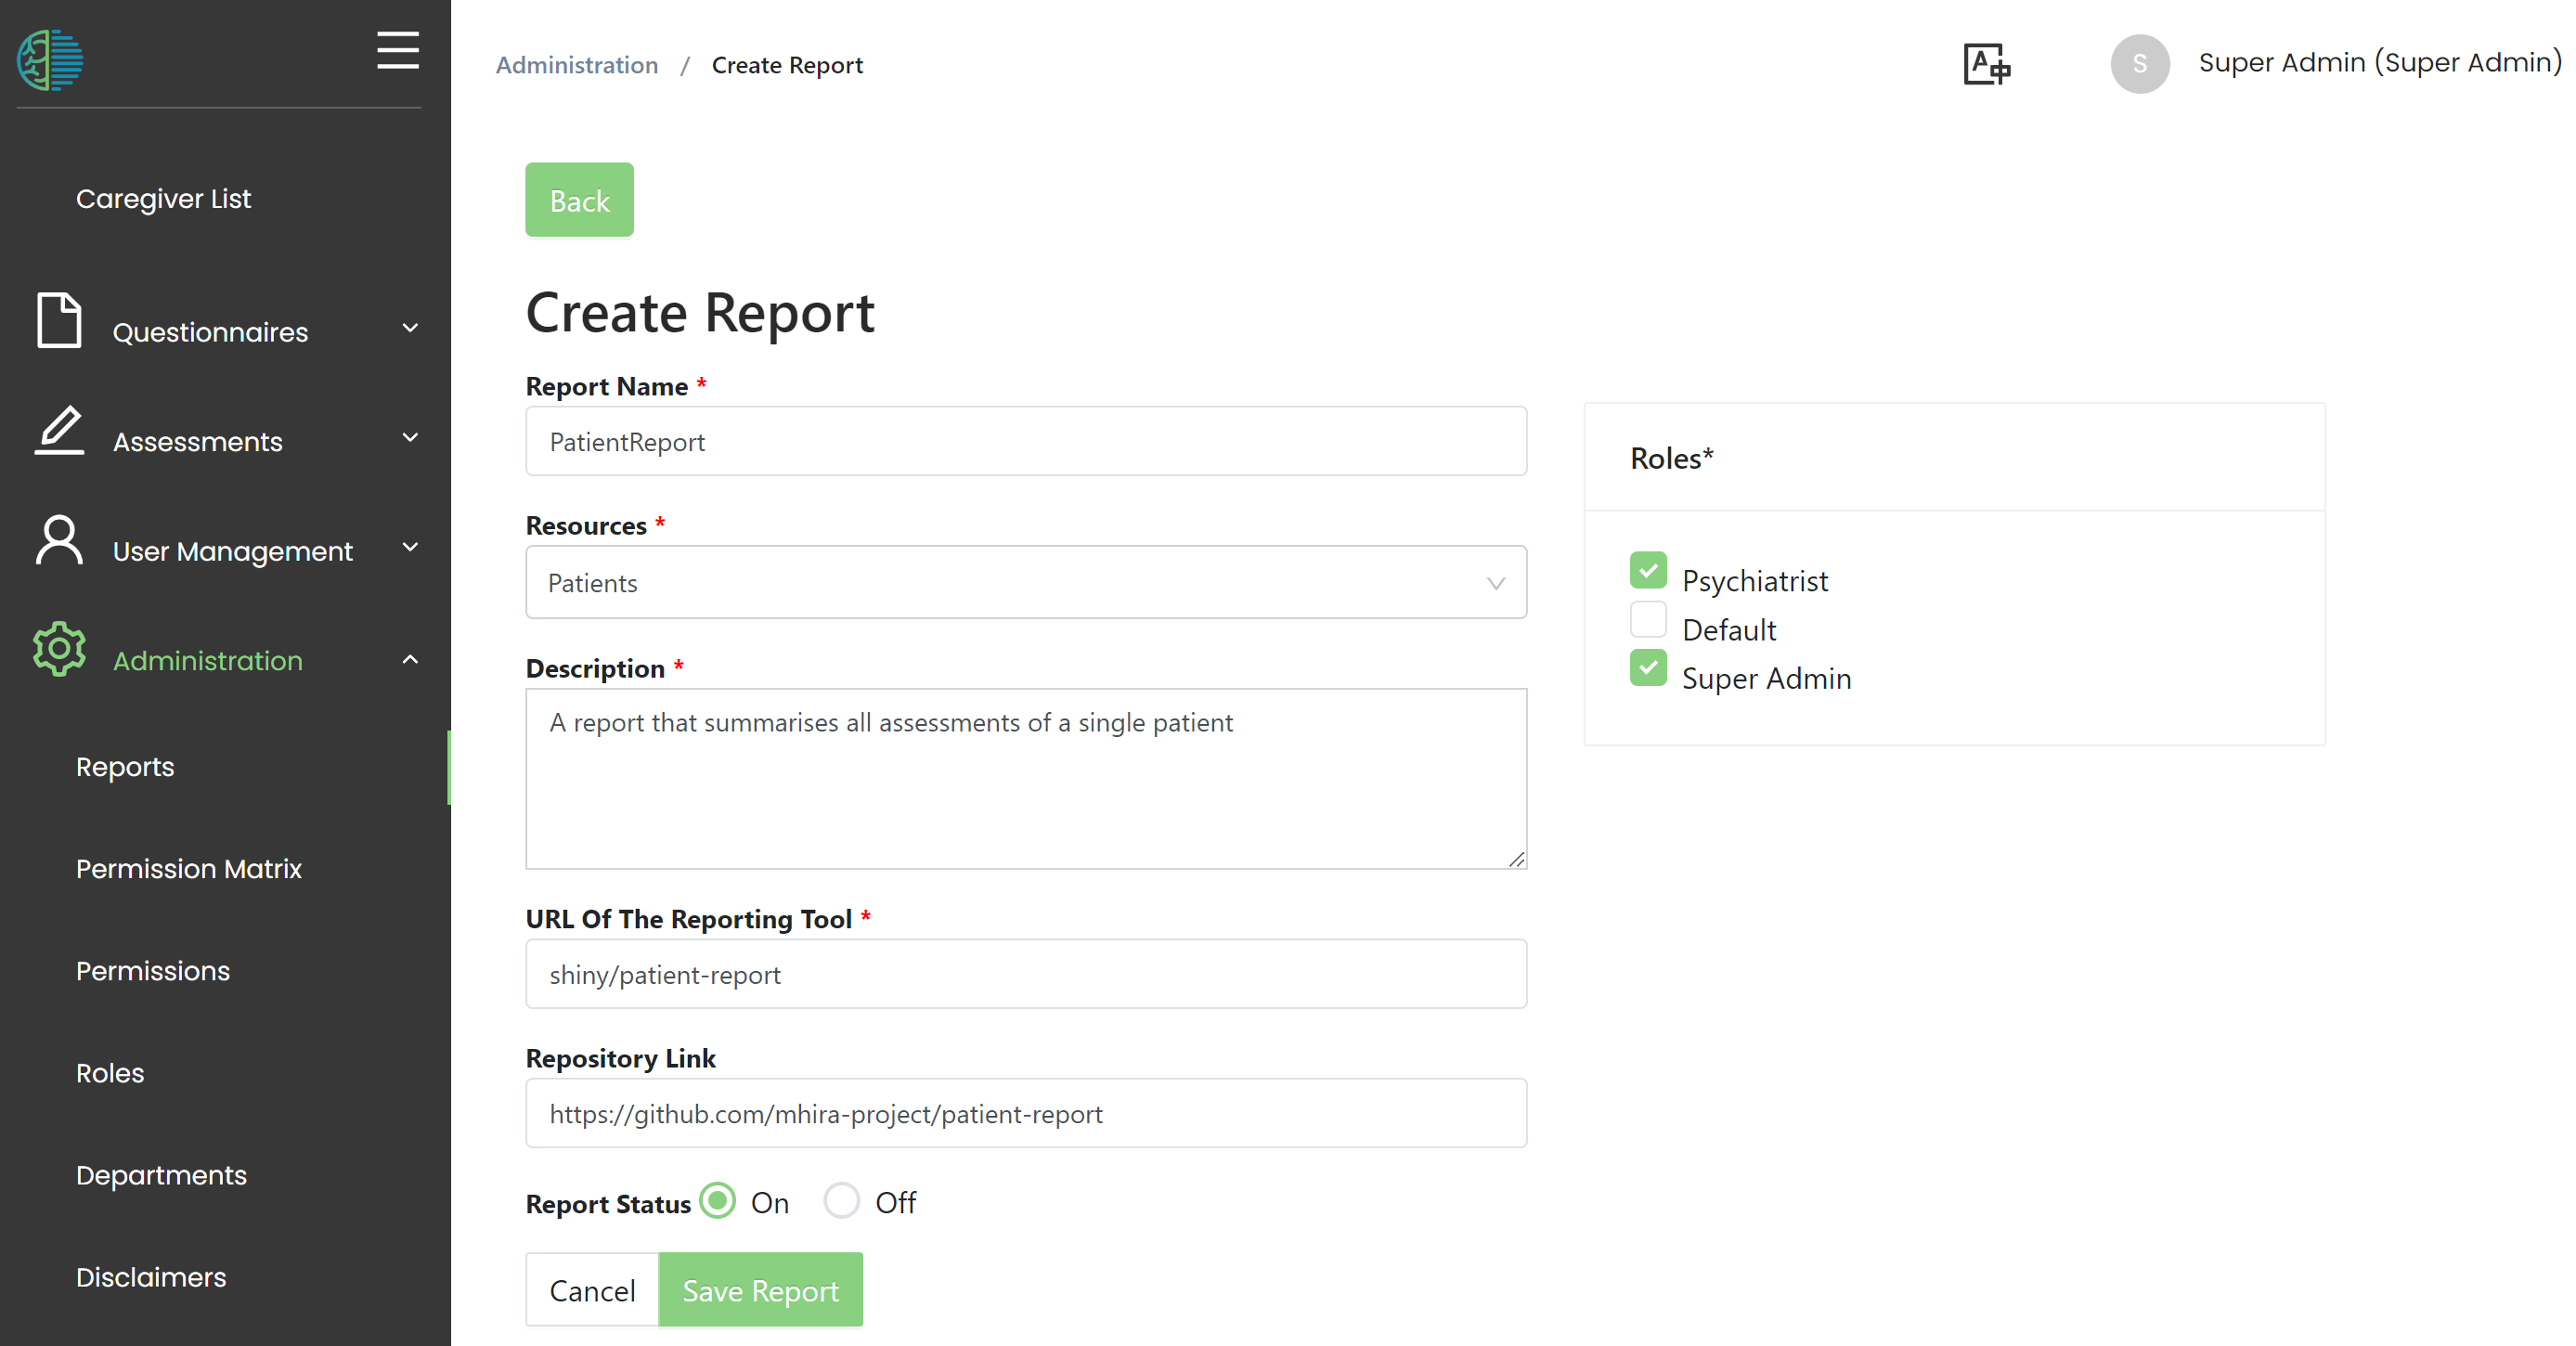 Caregiver List
Questionnaires
Assessments
User Management
Administration
Reports
Permission Matrix
Permissions
Roles
Departments
Disclaimers
Administration / Create Report
S
Super Admin (Super Admin)
Back
Create Report
Report Name *
PatientReport
Resources *
Patients
Description *
A report that summarises all assessments of a single patient
URL Of The Reporting Tool *
shiny/patient-report
Repository Link
https://github.com/mhira-project/patient-report
Report Status On Off
Cancel Save Report
Roles*
Psychiatrist
Default
Super Admin